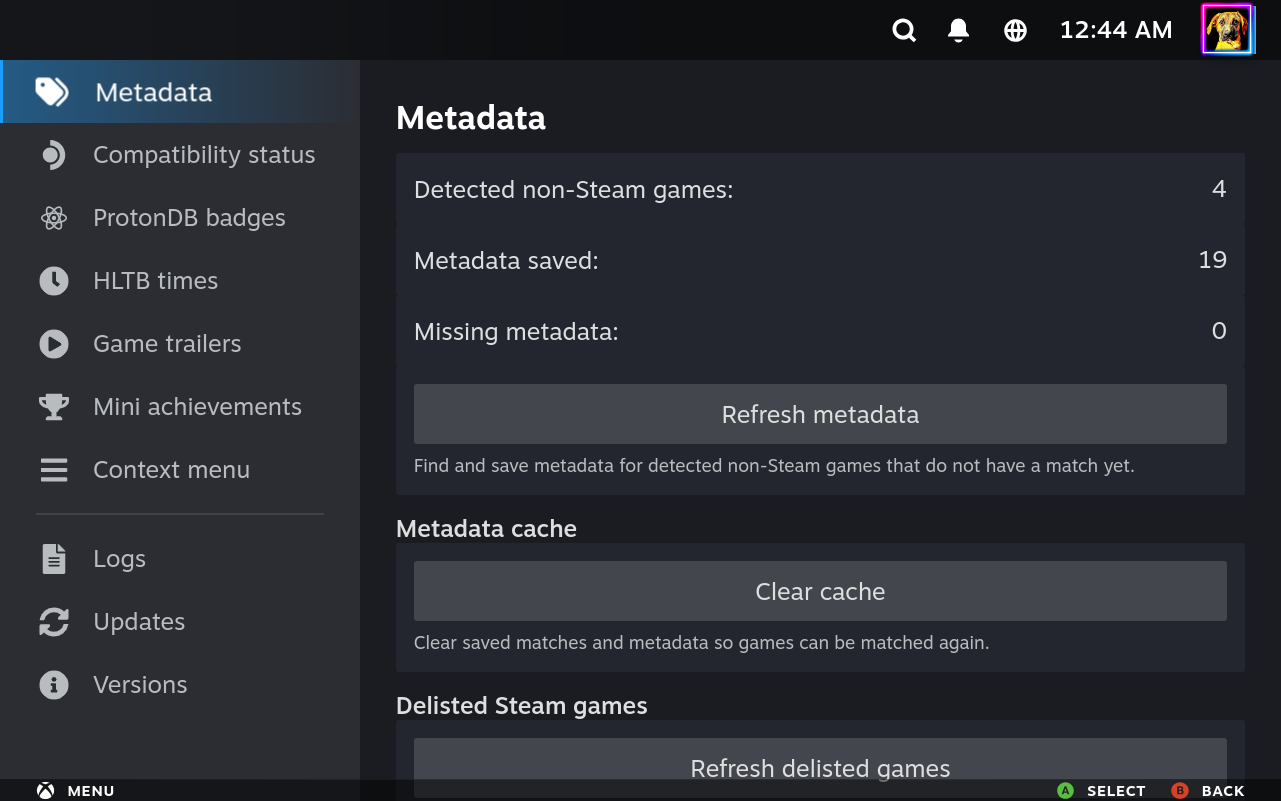 12:44 AM
Metadata
Compatibility status
ProtonDB badges
HLTB times
Game trailers
Mini achievements
Context menu
Logs
Updates
Versions
Metadata
Detected non-Steam games: 4
Metadata saved: 19
Missing metadata: 0
Refresh metadata
Find and save metadata for detected non-Steam games that do not have a match yet.
Metadata cache
Clear cache
Clear saved matches and metadata so games can be matched again.
Delisted Steam games
Refresh delisted games
MENU
A SELECT B BACK